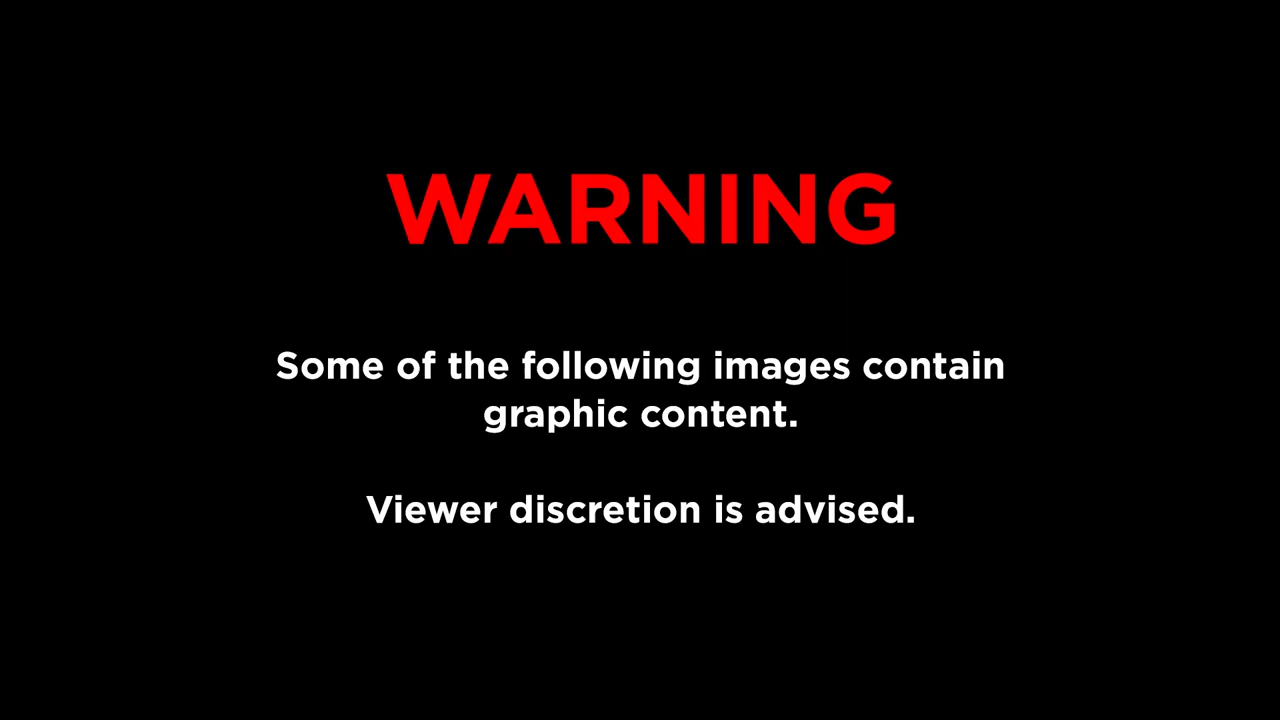 WARNING
Some of the following images contain
graphic content.
Viewer discretion is advised.